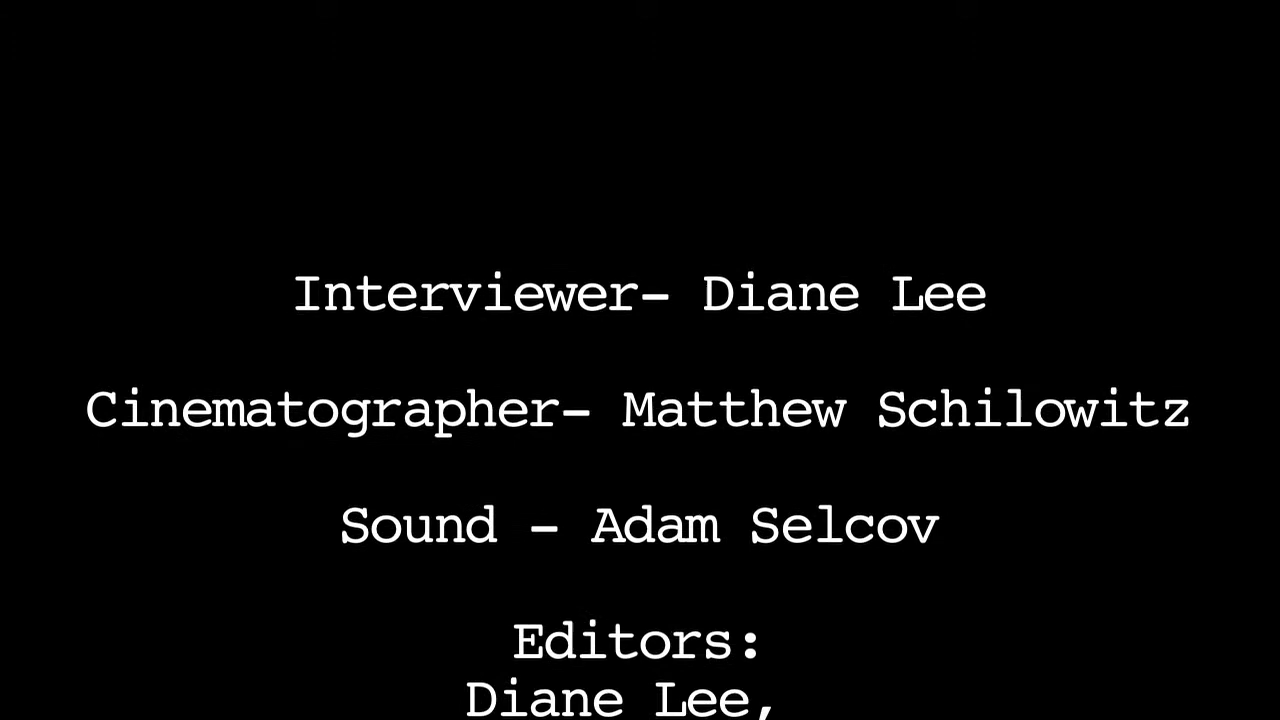 Interviewer- Diane Lee
Cinematographer- Matthew Schilowitz
Sound - Adam Selcov
Editors:
Diane Lee,